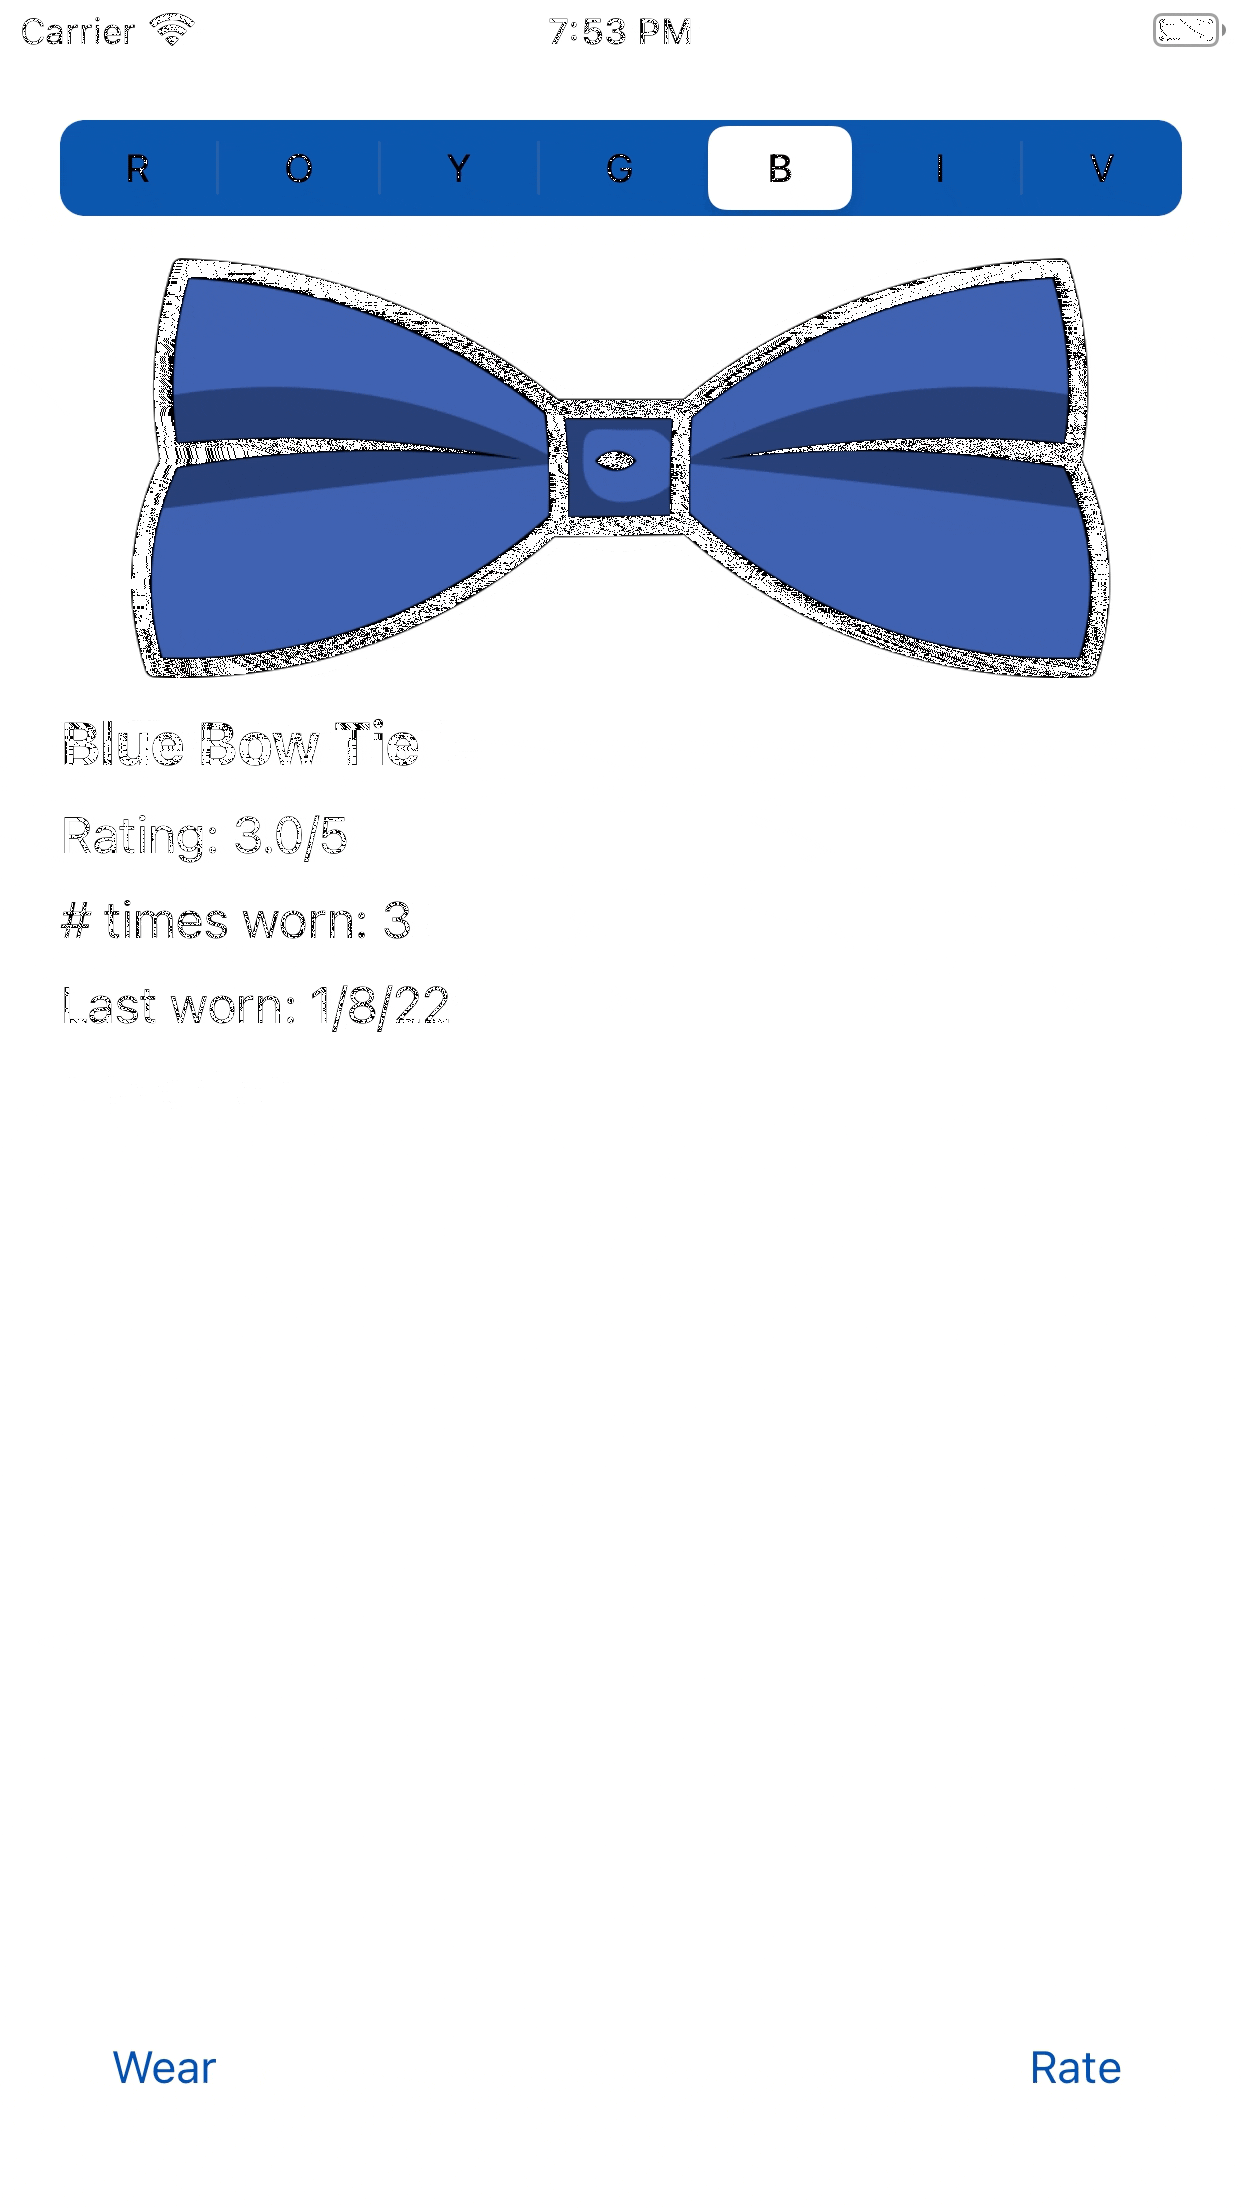 Carrier 7:53 PM
R O Y G B I V
Blue Bow Tie
Rating: 3.0/5
# times worn: 3
Last worn: 1/8/22
Wear Rate